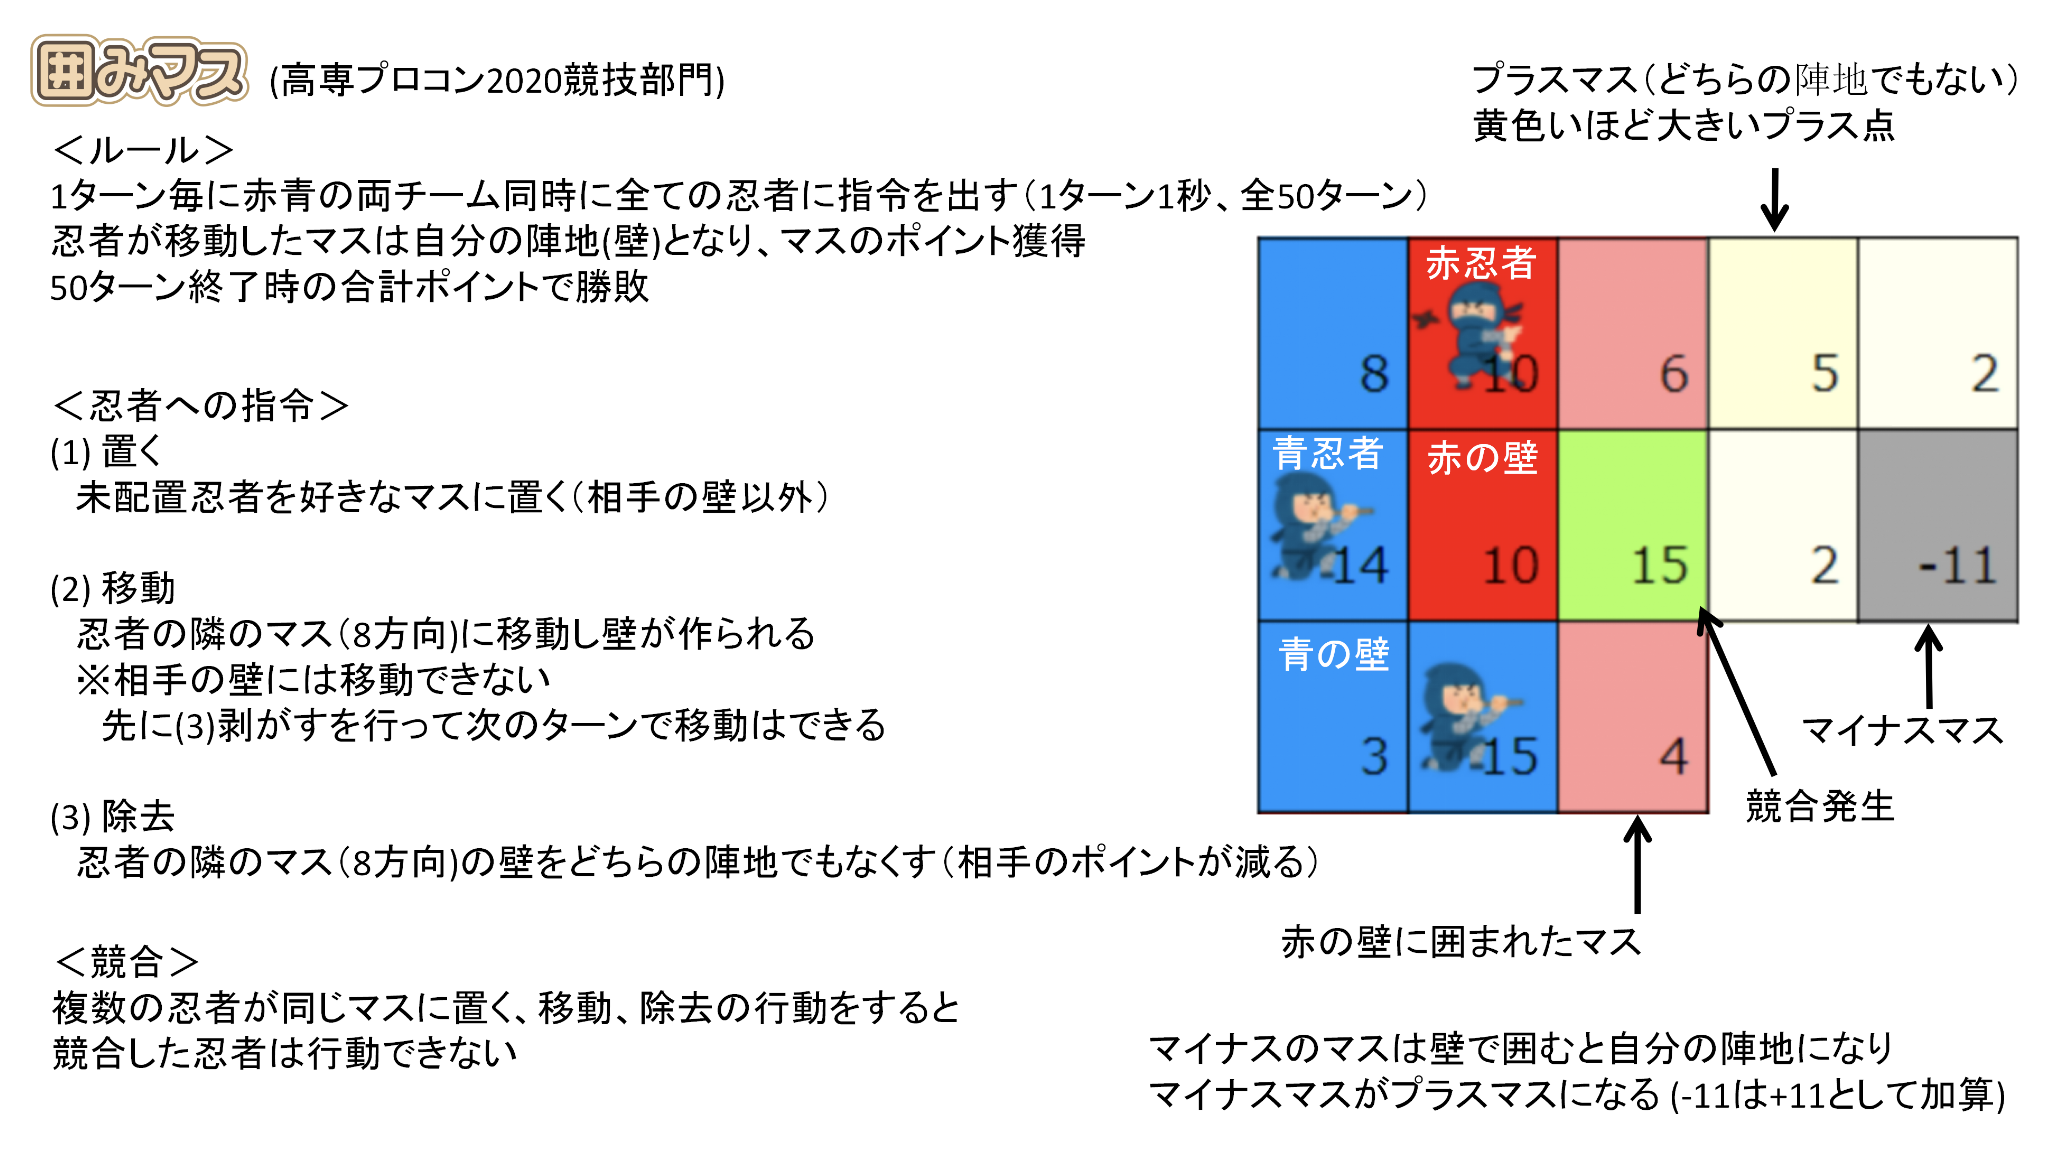 囲みマス (高専プロコン2020競技部門)
＜ルール＞
1ターン毎に赤青の両チーム同時に全ての忍者に指令を出す（1ターン1秒、全50ターン）
忍者が移動したマスは自分の陣地(壁)となり、マスのポイント獲得
50ターン終了時の合計ポイントで勝敗
＜忍者への指令＞
(1) 置く
未配置忍者を好きなマスに置く（相手の壁以外）
(2) 移動
忍者の隣のマス（8方向)に移動し壁が作られる
※相手の壁には移動できない
先に(3)剥がすを行って次のターンで移動はできる
(3) 除去
忍者の隣のマス（8方向)の壁をどちらの陣地でもなくす（相手のポイントが減る）
＜競合＞
複数の忍者が同じマスに置く、移動、除去の行動をすると
競合した忍者は行動できない
プラスマス（どちらの陣地でもない）
黄色いほど大きいプラス点
赤忍者
8 10 6 5 2
青忍者 赤の壁
14 10 15 2 -11
青の壁
3 15 4
マイナスマス
競合発生
赤の壁に囲まれたマス
マイナスのマスは壁で囲むと自分の陣地になり
マイナスマスがプラスマスになる (-11は+11として加算)